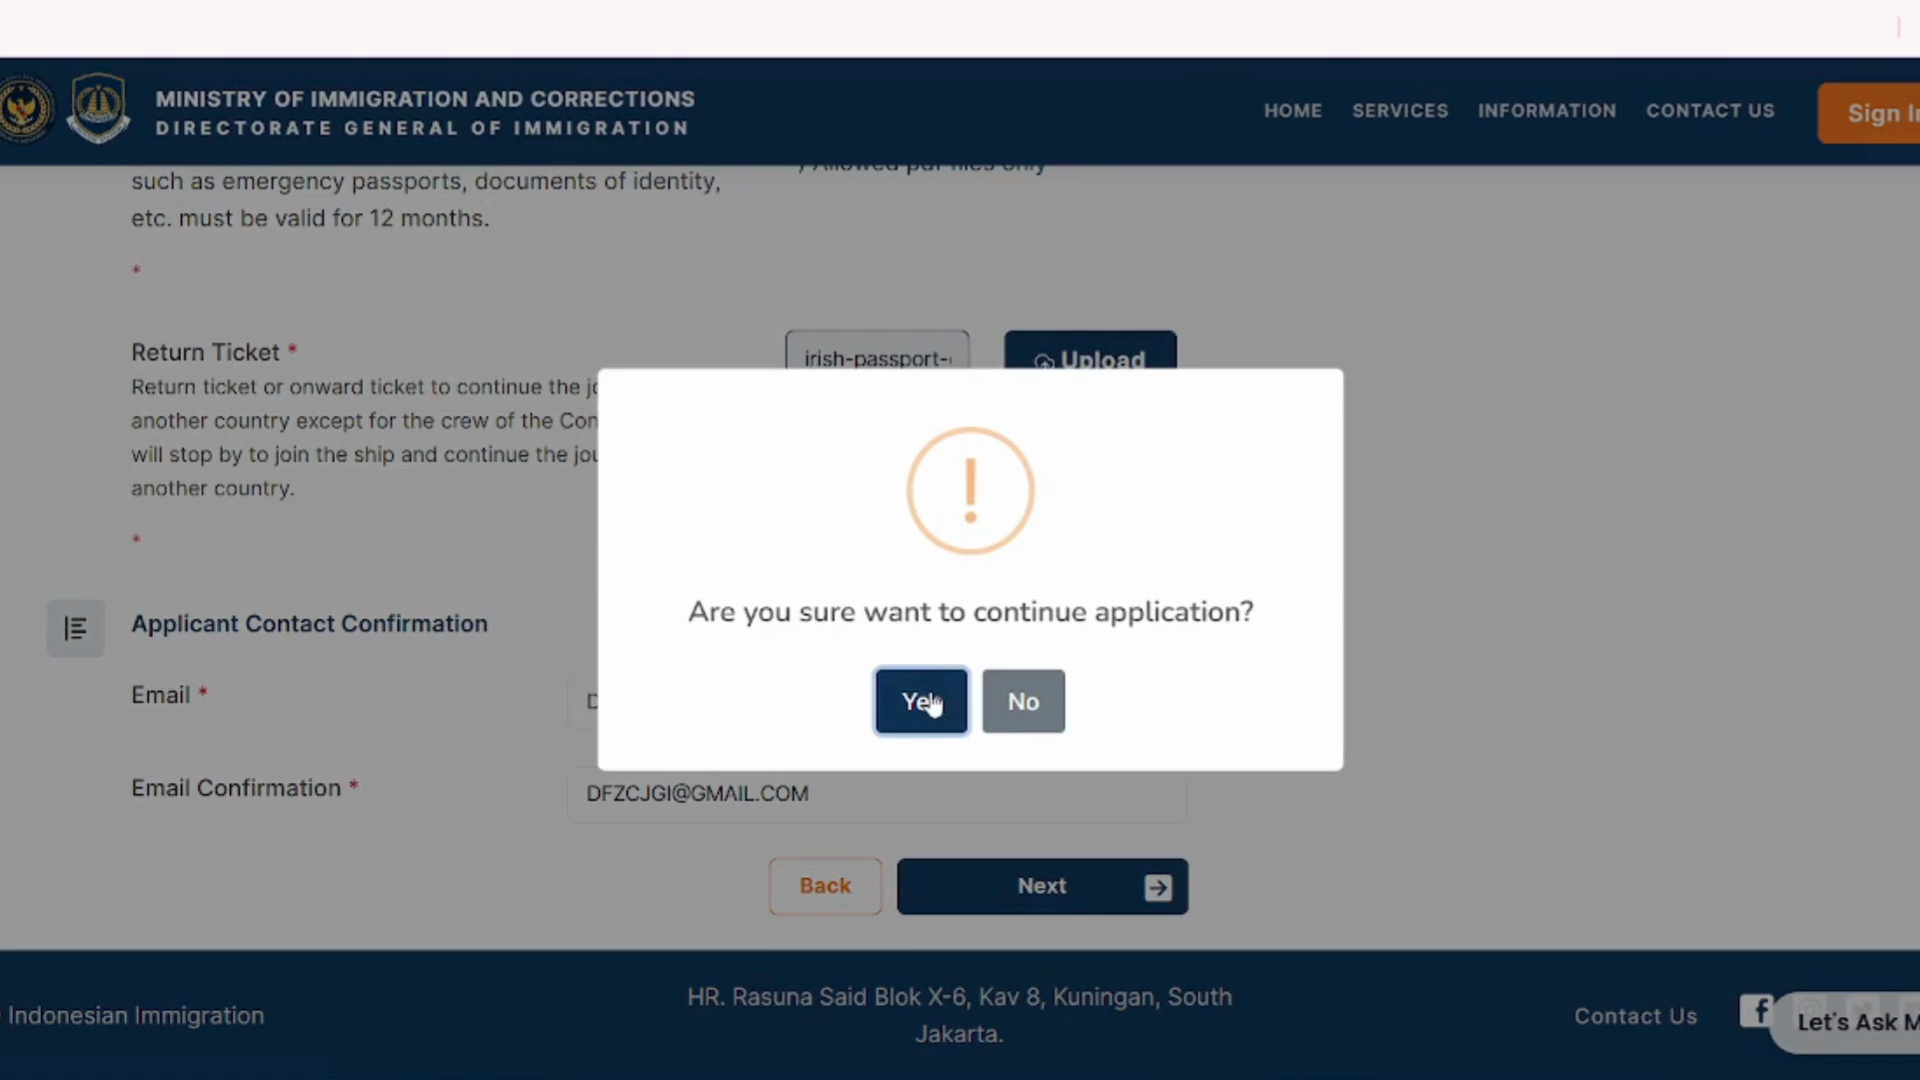 MINISTRY OF IMMIGRATION AND CORRECTIONS
DIRECTORATE GENERAL OF IMMIGRATION
HOME SERVICES INFORMATION CONTACT US
Sign In
such as emergency passports, documents of identity,
etc. must be valid for 12 months.
*
Return Ticket *
irish-passport-
Upload
Return ticket or onward ticket to continue the
another country except for the crew of the
will stop by to join the ship and continue the
another country.
*
Are you sure want to continue application?
No
Applicant Contact Confirmation
Email *
Email Confirmation *
DFZCJGI@GMAIL.COM
Back
Next
Indonesian Immigration
HR. Rasuna Said Blok X-6, Kav 8, Kuningan, South
Jakarta.
Contact Us
Let's Ask